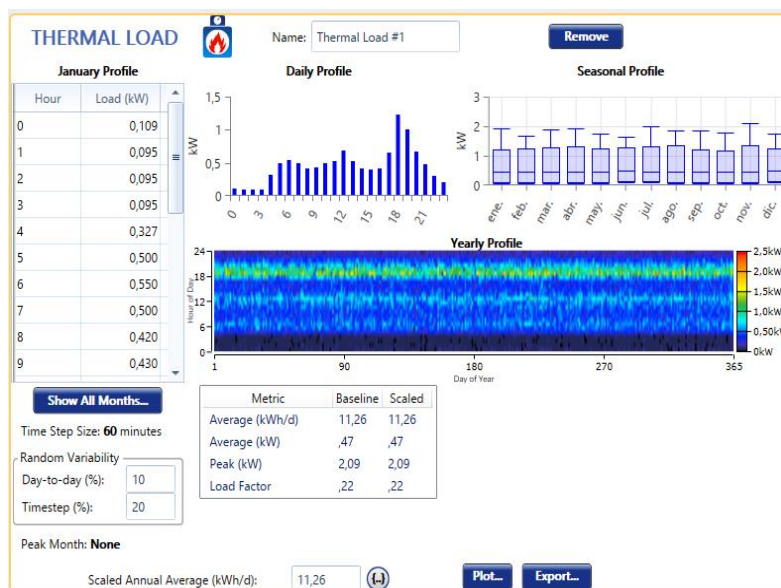 THERMAL LOAD
Name: Thermal Load #1
Remove
January Profile
Hour Load (kW)
0 0,109
1 0,095
2 0,095
3 0,095
4 0,327
5 0,500
6 0,550
7 0,500
8 0,420
9 0,430
Show All Months...
Time Step Size: 60 minutes
Random Variability
Day-to-day (%): 10
Timestep (%): 20
Peak Month: None
Scaled Annual Average (kWh/d): 11,26 {..}
Plot... Export...
Daily Profile
kW
1,5
1
0,5
0
0 3 6 9 12 15 18 21
Seasonal Profile
kW
3
2
1
0
ene. feb. mar. abr. may. jun. jul. ago. sep. oct. nov. dic.
Yearly Profile
Hour of Day
24
18
12
6
0
1 90 180 270 365
Day of Year
2,5kW
2,0kW
1,5kW
1,0kW
0,50kW
0kW
Metric Baseline Scaled
Average (kWh/d) 11,26 11,26
Average (kW) ,47 ,47
Peak (kW) 2,09 2,09
Load Factor ,22 ,22